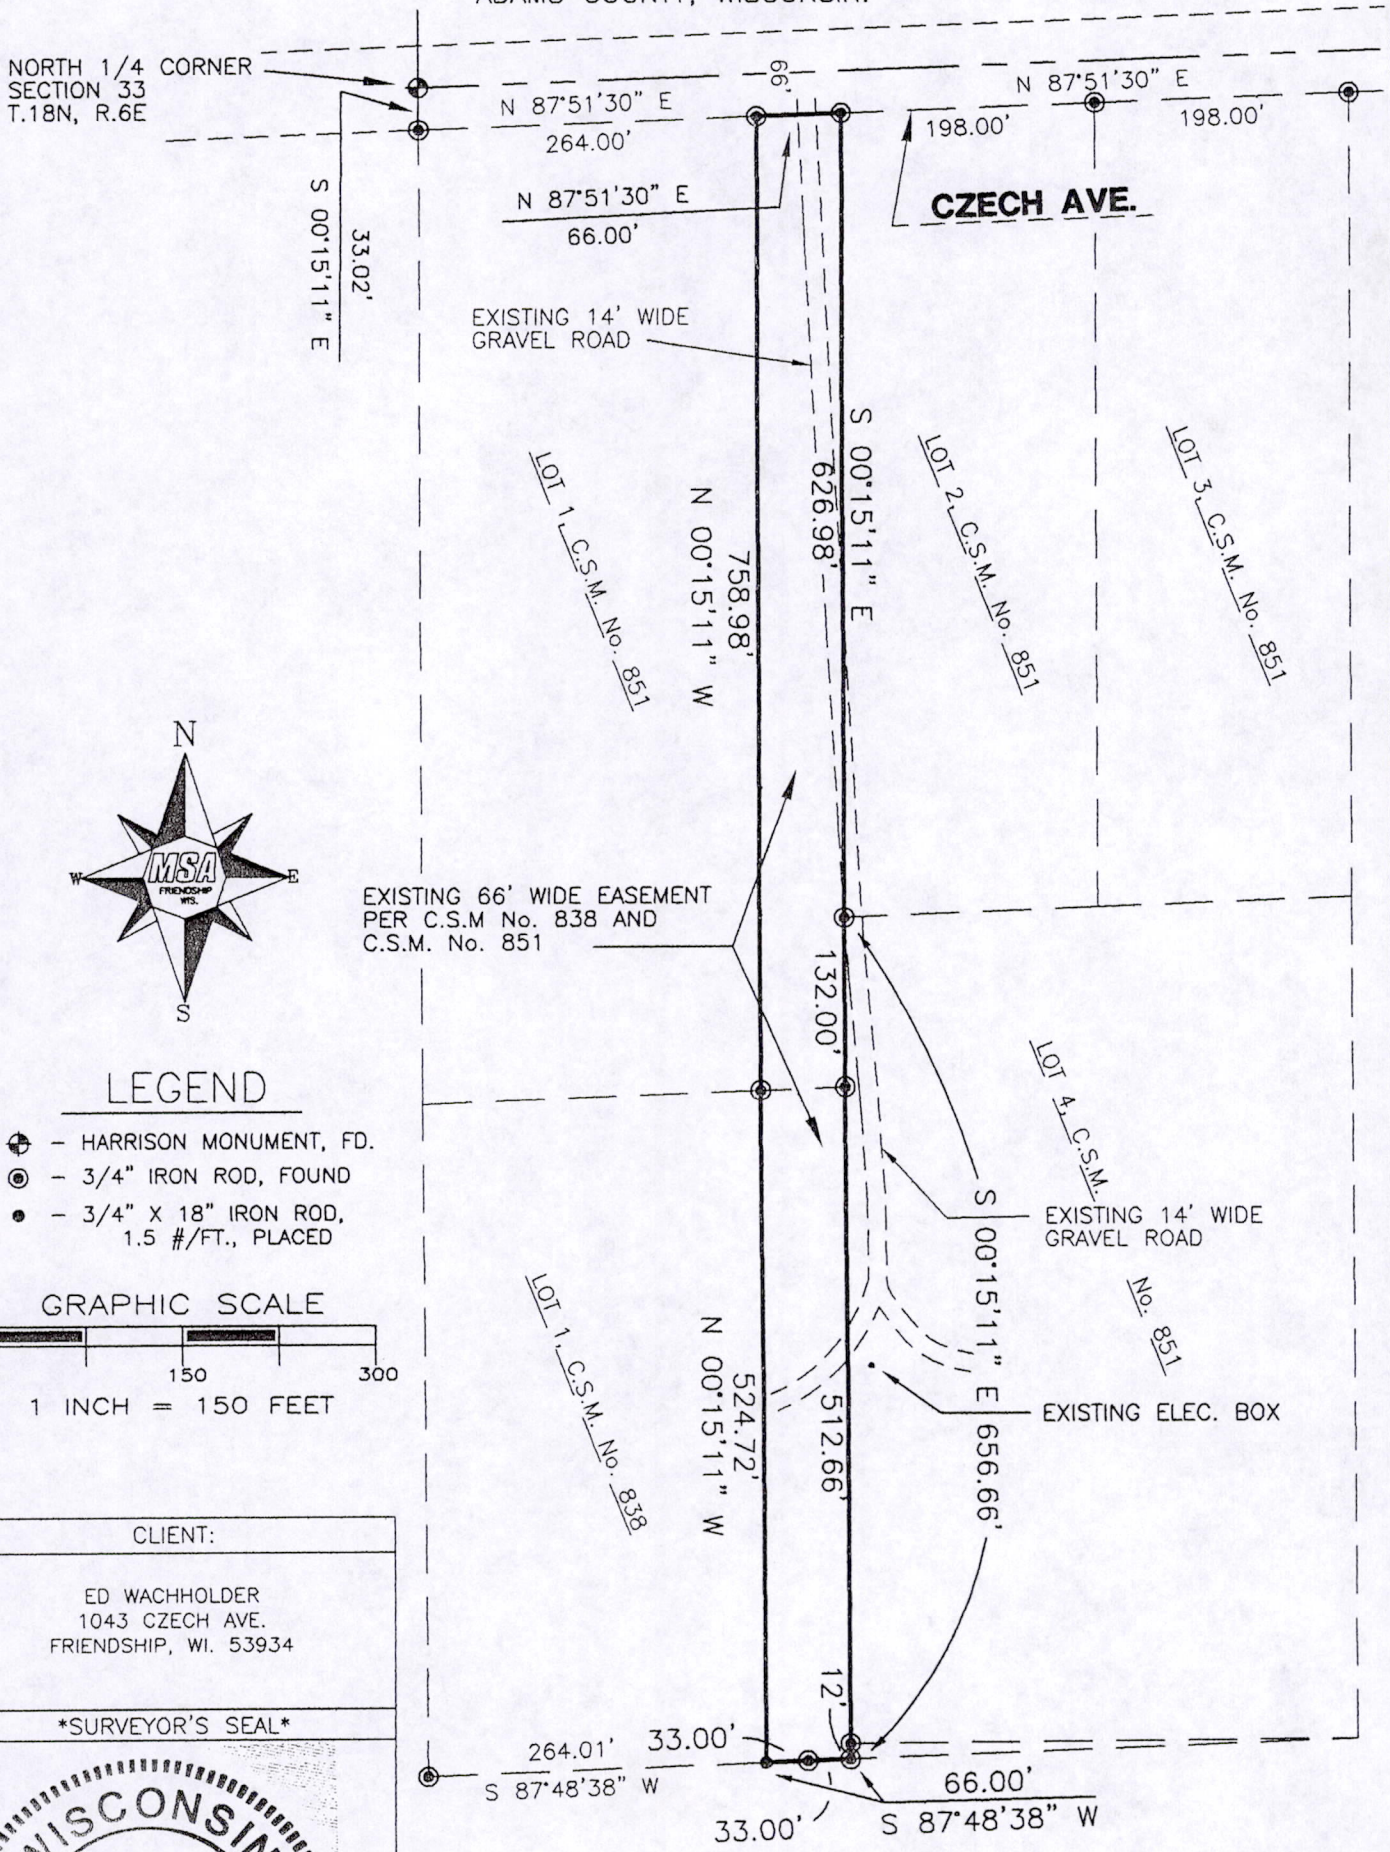 NORTH 1/4 CORNER
SECTION 33
T.18N, R.6E
66'
N 87°51'30" E
264.00'
N 87°51'30" E
198.00'
198.00'
N 87°51'30" E
66.00'
CZECH AVE.
33.02'
S 00°15'11" E
EXISTING 14' WIDE
GRAVEL ROAD
S 00°15'11" E
626.98'
LOT 1, C.S.M. No. 851
758.98'
N 00°15'11" W
LOT 2, C.S.M. No. 851
LOT 3, C.S.M. No. 851
N
W
E
S
MSA
FRIENDSHIP
WIS.
EXISTING 66' WIDE EASEMENT
PER C.S.M No. 838 AND
C.S.M. No. 851
132.00'
LEGEND
- HARRISON MONUMENT, FD.
- 3/4" IRON ROD, FOUND
- 3/4" X 18" IRON ROD,
1.5 #/FT., PLACED
LOT 4, C.S.M. No. 851
S 00°15'11" E 656.66'
EXISTING 14' WIDE
GRAVEL ROAD
GRAPHIC SCALE
150
300
1 INCH = 150 FEET
LOT 1, C.S.M. No. 838
524.72'
N 00°15'11" W
512.66'
EXISTING ELEC. BOX
CLIENT:
ED WACHHOLDER
1043 CZECH AVE.
FRIENDSHIP, WI. 53934
*SURVEYOR'S SEAL*
WISCONSIN
12'
264.01'
S 87°48'38" W
33.00'
33.00'
66.00'
S 87°48'38" W